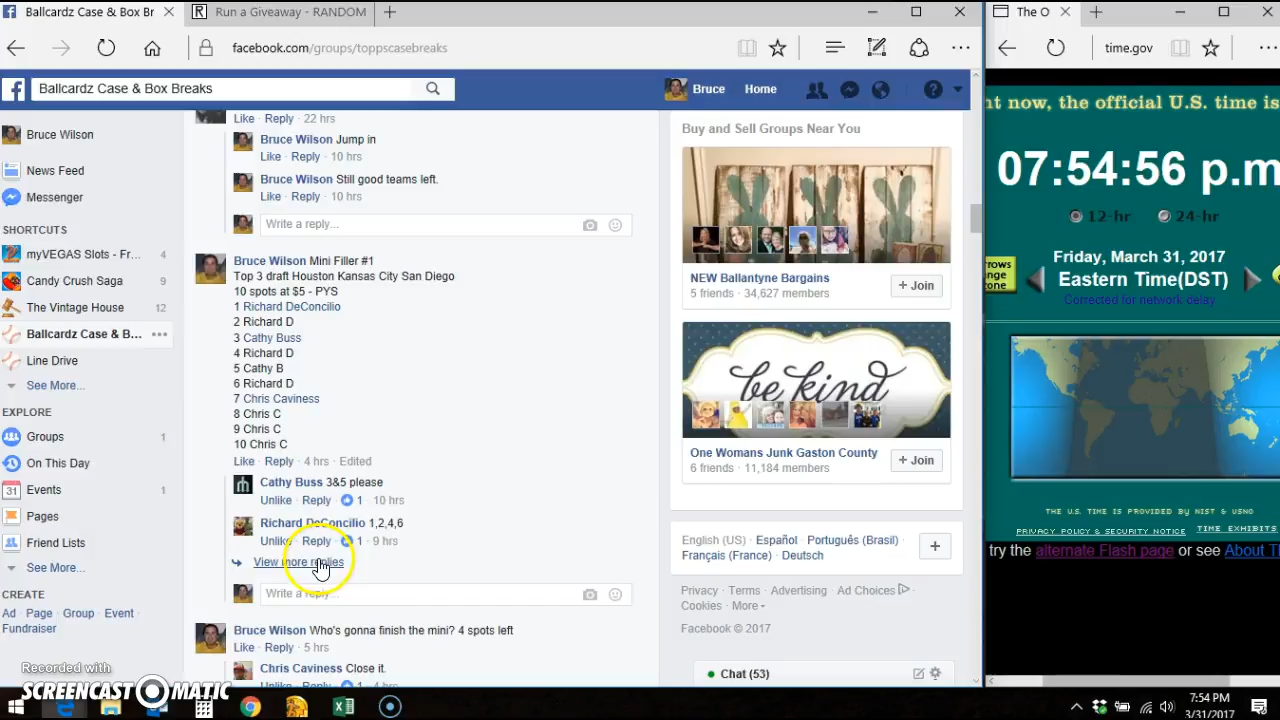 Ballcardz Case & Box Br
Run a Giveaway - RANDOM
The O
facebook.com/groups/toppscasebreaks
time.gov
Ballcardz Case & Box Breaks
Bruce
Home
Bruce Wilson
News Feed
Messenger
SHORTCUTS
myVEGAS Slots - Fr... 4
Candy Crush Saga 9
The Vintage House 1
Ballcardz Case & B...
Line Drive
See More...
EXPLORE
Groups 1
On This Day
Events 1
Pages
Friend Lists
See More...
CREATE
Ad · Page · Group · Event ·
Fundraiser
Like · Reply · 22 hrs
Bruce Wilson Jump in
Like · Reply · 10 hrs
Bruce Wilson Still good teams left.
Like · Reply · 10 hrs
Write a reply...
Bruce Wilson Mini Filler #1
Top 3 draft Houston Kansas City San Diego
10 spots at $5 - PYS
1 Richard DeConcilio
2 Richard D
3 Cathy Buss
4 Richard D
5 Cathy B
6 Richard D
7 Chris Caviness
8 Chris C
9 Chris C
10 Chris C
Like · Reply · 4 hrs · Edited
Cathy Buss 3&5 please
Unlike · Reply · 1 · 10 hrs
Richard DeConcilio 1,2,4,6
Unlike · Reply · 1 · 9 hrs
View more replies
Write a reply...
Bruce Wilson Who's gonna finish the mini? 4 spots left
Like · Reply · 5 hrs
Chris Caviness Close it.
Unlike · Reply · 1 · 4 hrs
Buy and Sell Groups Near You
NEW Ballantyne Bargains
5 friends · 34,627 members
+ Join
be kind
One Womans Junk Gaston County
6 friends · 11,184 members
+ Join
English (US) · Español · Português (Brasil) ·
Français (France) · Deutsch
Privacy · Terms · Advertising · Ad Choices ·
Cookies · More
Facebook © 2017
Chat (53)
ht now, the official U.S. time is
07:54:56 p.m
12-hr 24-hr
Friday, March 31, 2017
Eastern Time(DST)
Corrected for network delay
rrows
nge
zone
THE U.S. TIME IS PROVIDED BY NIST & USNO
PRIVACY POLICY & SECURITY NOTICE TIME EXHIBITS
try the alternate Flash page or see About T
Recorded with
SCREENCAST-O-MATIC
7:54 PM
3/31/2017